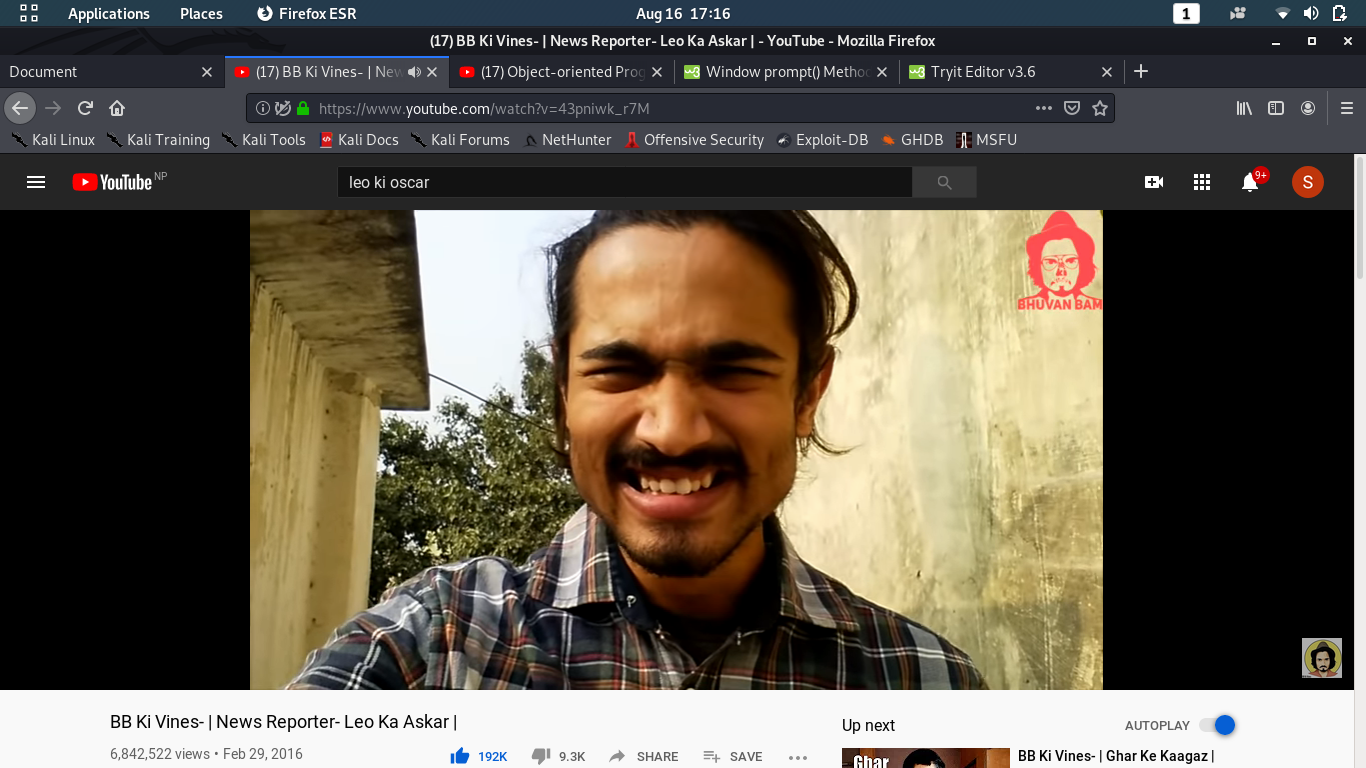 Applications Places Firefox ESR Aug 16 17:16 1
(17) BB Ki Vines- | News Reporter- Leo Ka Askar | - YouTube - Mozilla Firefox
Document (17) BB Ki Vines- | New (17) Object-oriented Prog Window prompt() Metho Tryit Editor v3.6
https://www.youtube.com/watch?v=43pniwk_r7M
Kali Linux Kali Training Kali Tools Kali Docs Kali Forums NetHunter Offensive Security Exploit-DB GHDB MSFU
YouTube NP leo ki oscar 9+ S
BHUVAN BAM
BB Ki Vines- | News Reporter- Leo Ka Askar |
6,842,522 views • Feb 29, 2016 192K 9.3K SHARE SAVE
Up next AUTOPLAY
Ghar BB Ki Vines- | Ghar Ke Kaagaz |